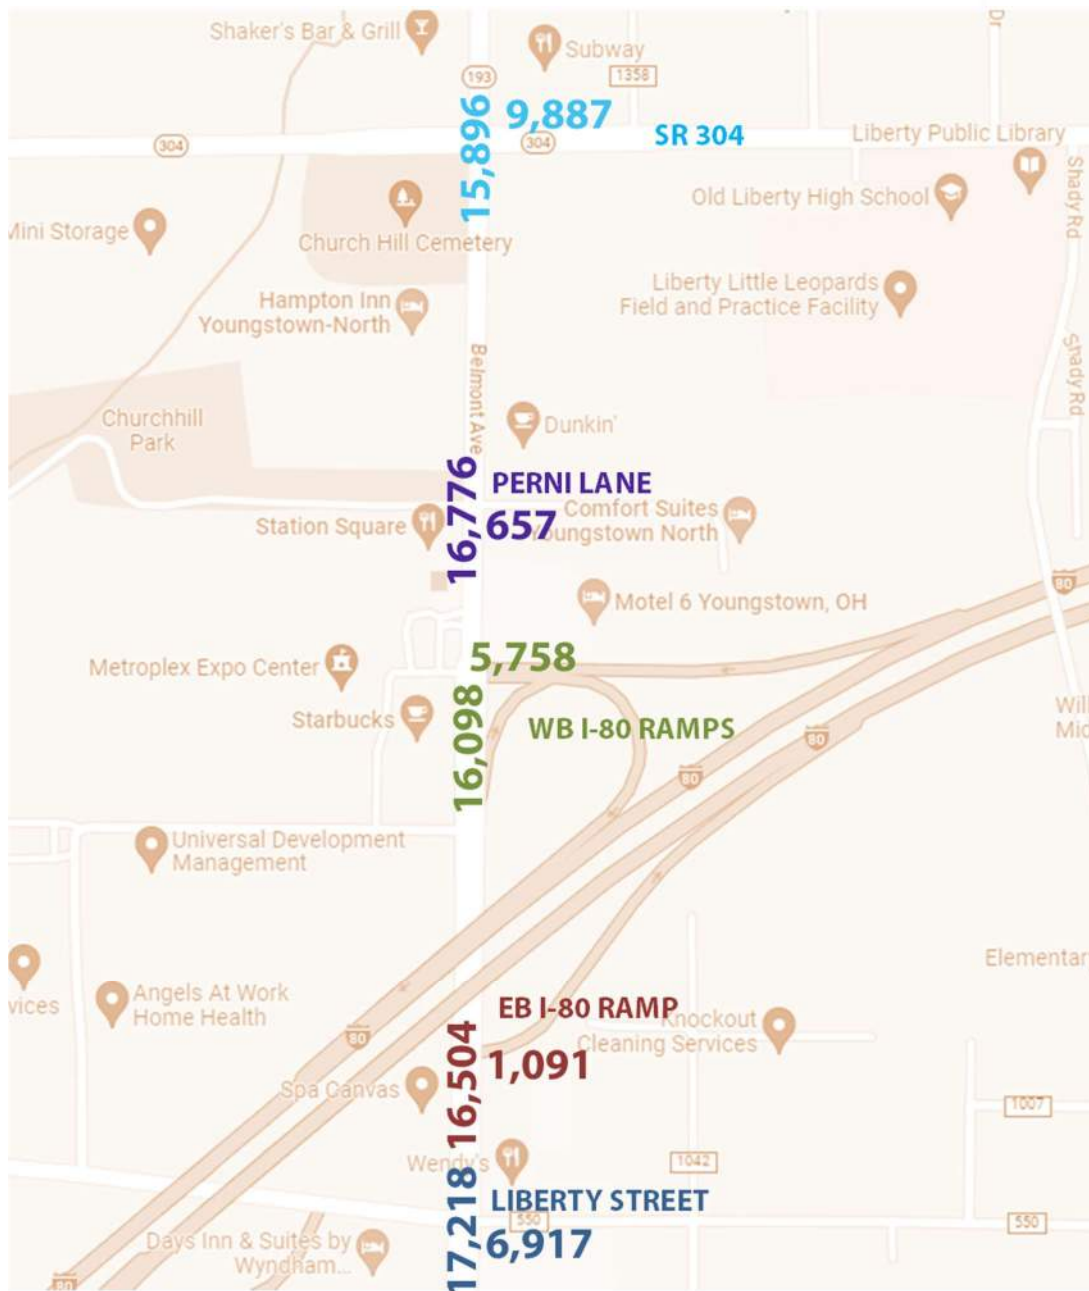 Shaker's Bar & Grill
Subway
193
1358
15,896
9,887
304
304
SR 304
Liberty Public Library
Old Liberty High School
Shady Rd
Mini Storage
Church Hill Cemetery
Hampton Inn
Youngstown-North
Liberty Little Leopards
Field and Practice Facility
Belmont Ave
Shady Rd
Churchhill
Park
Dunkin'
16,776
PERNI LANE
657
Station Square
Comfort Suites
Youngstown North
80
Motel 6 Youngstown, OH
5,758
Metroplex Expo Center
16,098
Starbucks
WB I-80 RAMPS
80
80
Universal Development
Management
Angels At Work
Home Health
EB I-80 RAMP
Knockout
Cleaning Services
80
16,504
1,091
Spa Canvas
1007
Wendy's
1042
17,218
LIBERTY STREET
550
550
6,917
Days Inn & Suites by
Wyndham...
80